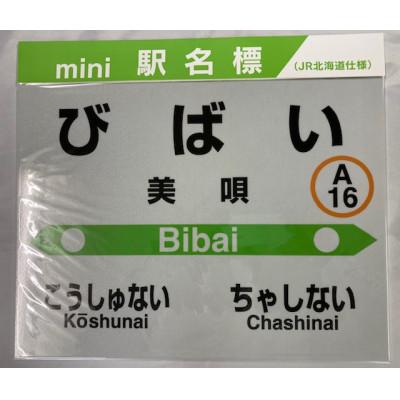 mini 駅名標 (JR北海道仕様)
びばい
美唄
A
16
Bibai
こうしゅない ちゃしない
Kōshunai Chashinai